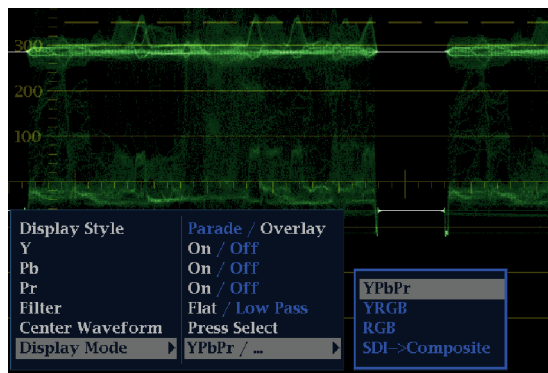 300
200
100
Display Style Parade / Overlay
Y On / Off
Pb On / Off
Pr On / Off
Filter Flat / Low Pass
Center Waveform Press Select
Display Mode YPbPr / ...
YPbPr
YRGB
RGB
SDI->Composite